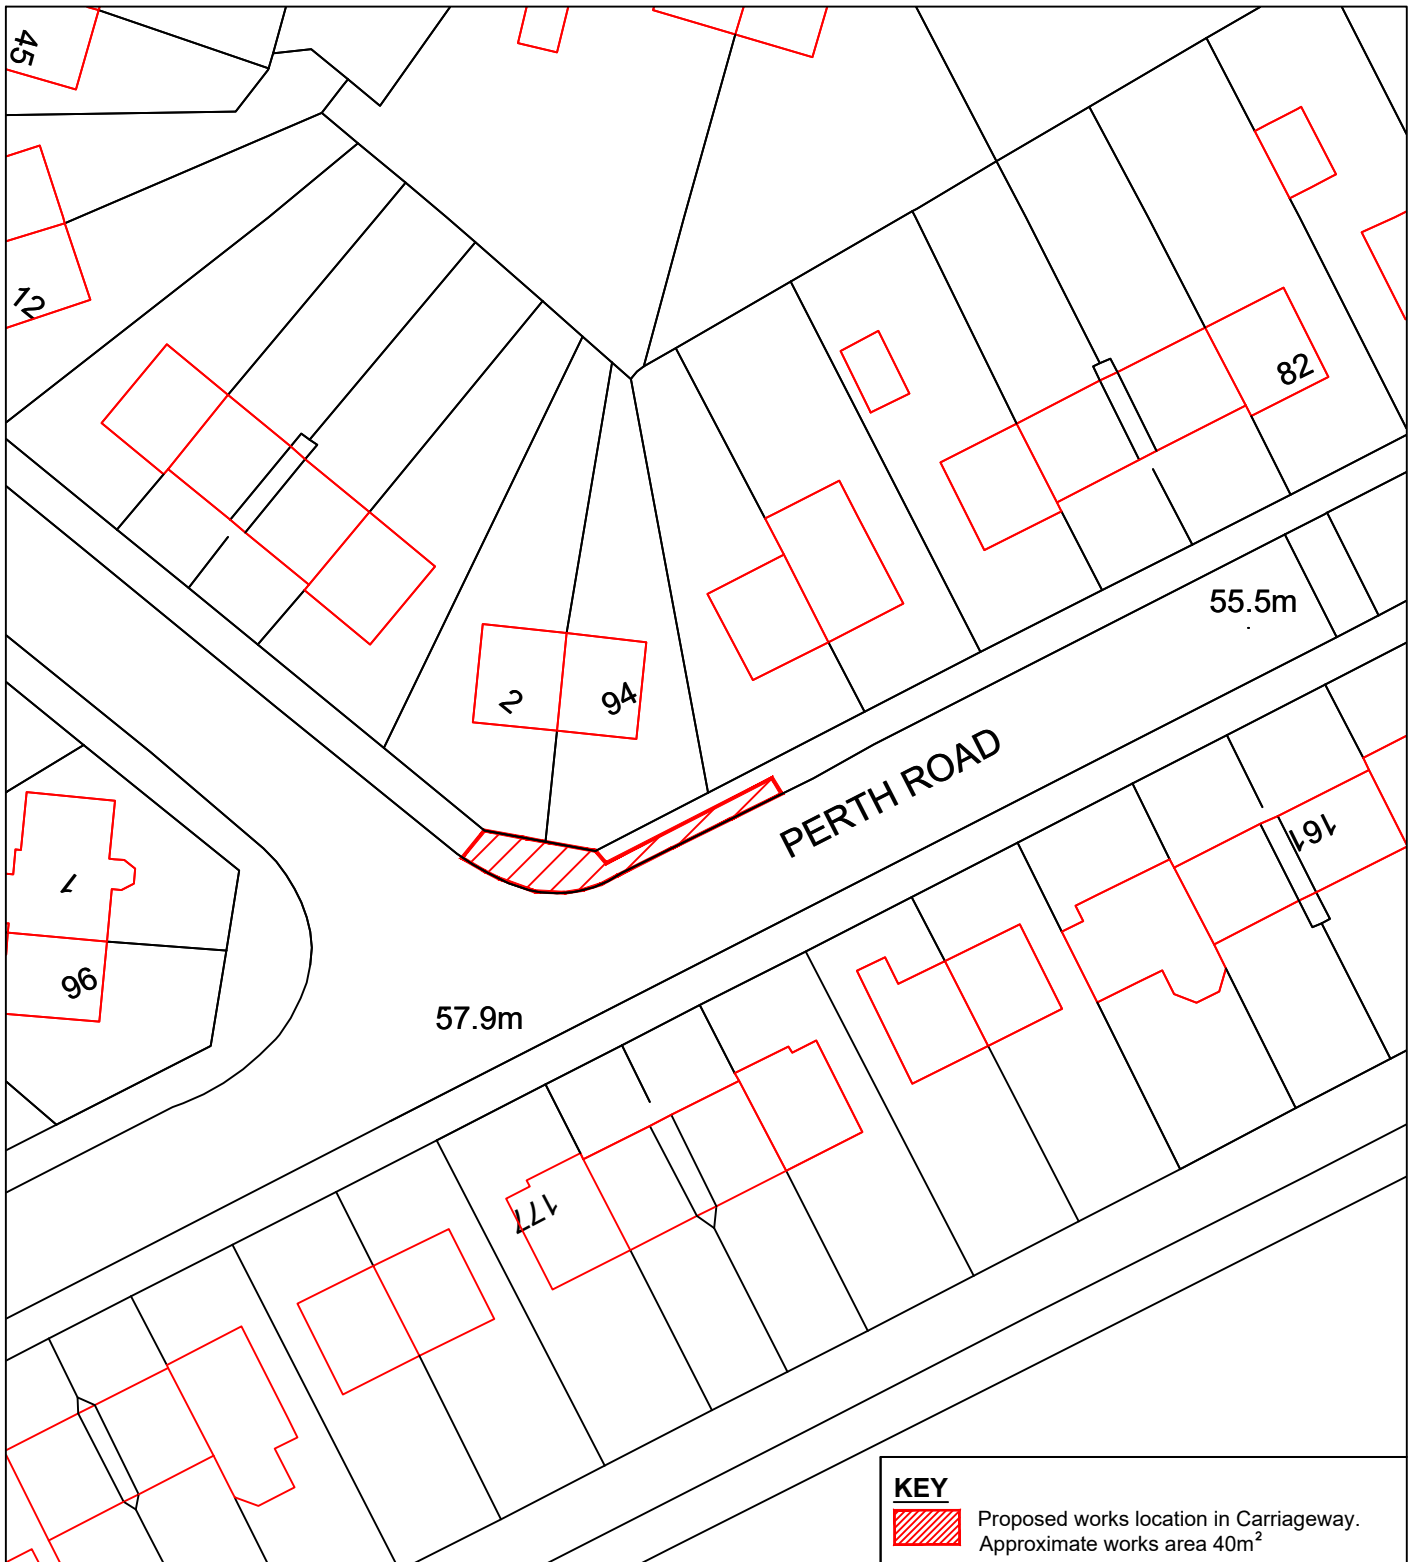 45
12
82
55.5m
2
94
PERTH ROAD
161
1
96
57.9m
177
KEY
Proposed works location in Carriageway.
Approximate works area 40m²